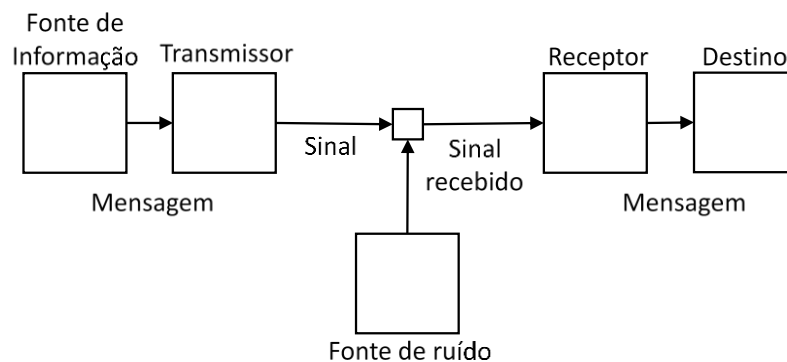 Fonte de
Informação
Transmissor
Receptor
Destino
Sinal
Sinal
recebido
Mensagem
Mensagem
Fonte de ruído